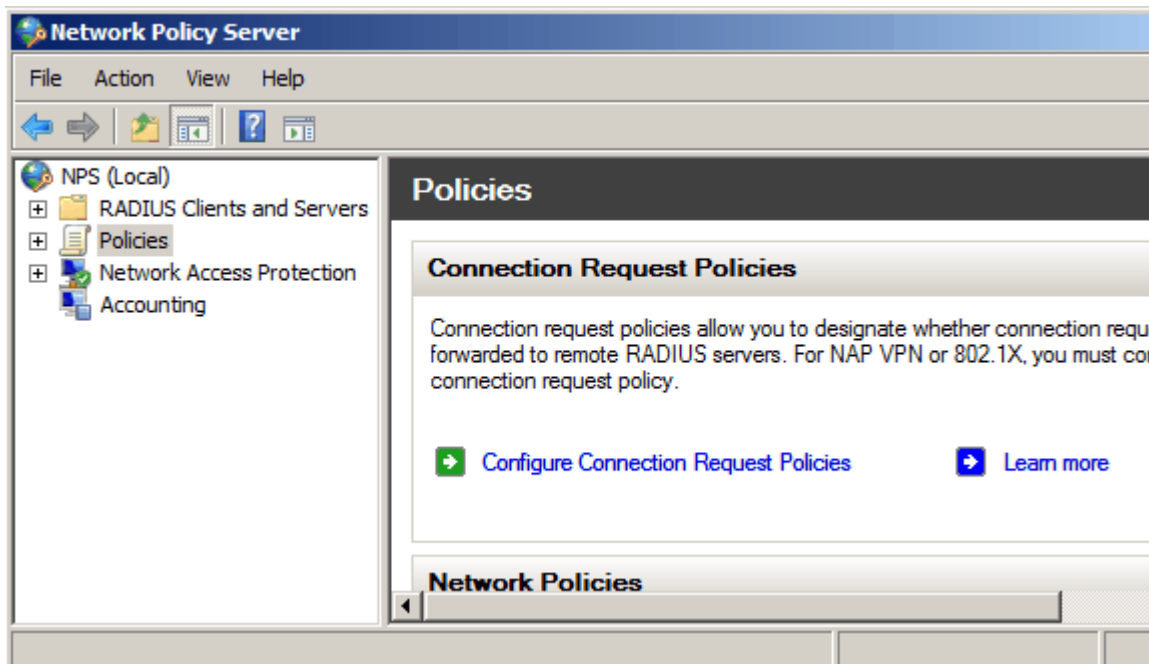 Network Policy Server
File Action View Help
NPS (Local)
RADIUS Clients and Servers
Policies
Network Access Protection
Accounting
Policies
Connection Request Policies
Connection request policies allow you to designate whether connection requ
forwarded to remote RADIUS servers. For NAP VPN or 802.1X, you must co
connection request policy.
Configure Connection Request Policies Learn more
Network Policies